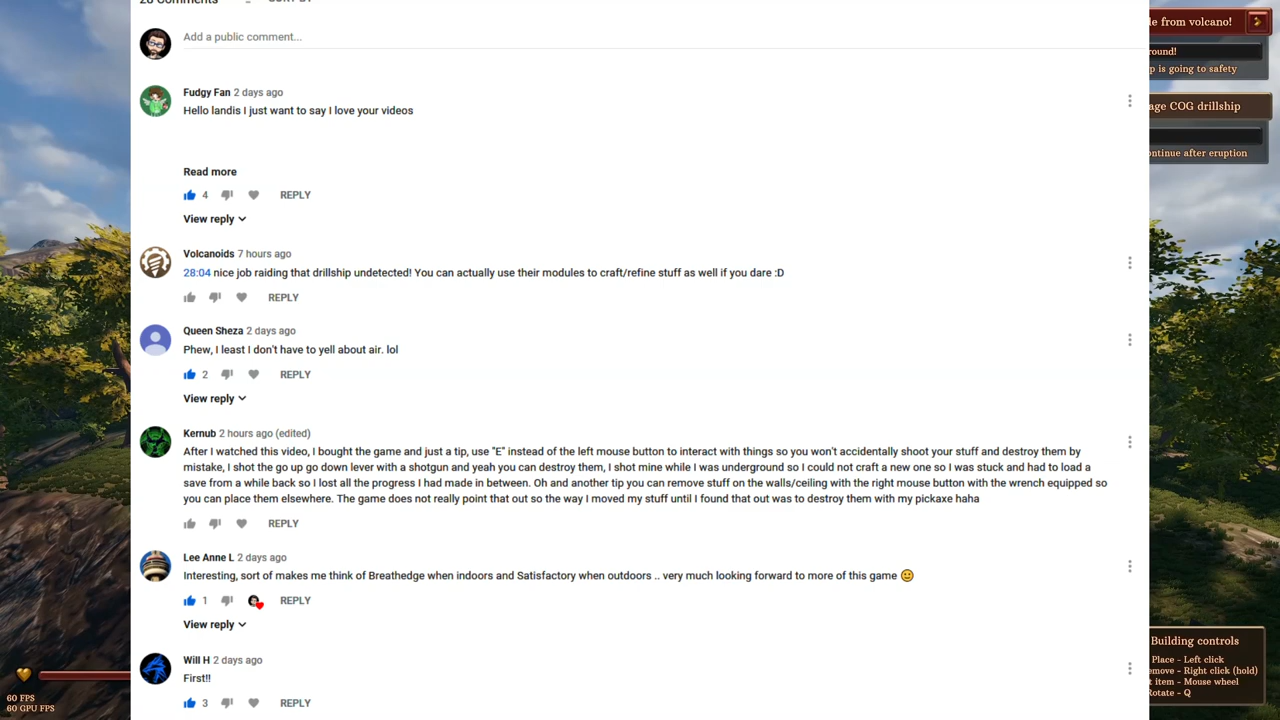 28 Comments SORT BY
Add a public comment...
Fudgy Fan 2 days ago
Hello landis I just want to say I love your videos
Read more
4 REPLY
View reply
Volcanoids 7 hours ago
28:04 nice job raiding that drillship undetected! You can actually use their modules to craft/refine stuff as well if you dare :D
REPLY
Queen Sheza 2 days ago
Phew, I least I don't have to yell about air. lol
2 REPLY
View reply
Kernub 2 hours ago (edited)
After I watched this video, I bought the game and just a tip, use "E" instead of the left mouse button to interact with things so you won't accidentally shoot your stuff and destroy them by
mistake, I shot the go up go down lever with a shotgun and yeah you can destroy them, I shot mine while I was underground so I could not craft a new one so I was stuck and had to load a
save from a while back so I lost all the progress I had made in between. Oh and another tip you can remove stuff on the walls/ceiling with the right mouse button with the wrench equipped so
you can place them elsewhere. The game does not really point that out so the way I moved my stuff until I found that out was to destroy them with my pickaxe haha
REPLY
Lee Anne L 2 days ago
Interesting, sort of makes me think of Breathedge when indoors and Satisfactory when outdoors .. very much looking forward to more of this game 🙂
1 REPLY
View reply
Will H 2 days ago
First!!
3 REPLY
le from volcano!
round!
p is going to safety
age COG drillship
ontinue after eruption
Building controls
Place - Left click
emove - Right click (hold)
t item - Mouse wheel
Rotate - Q
60 FPS
60 GPU FPS